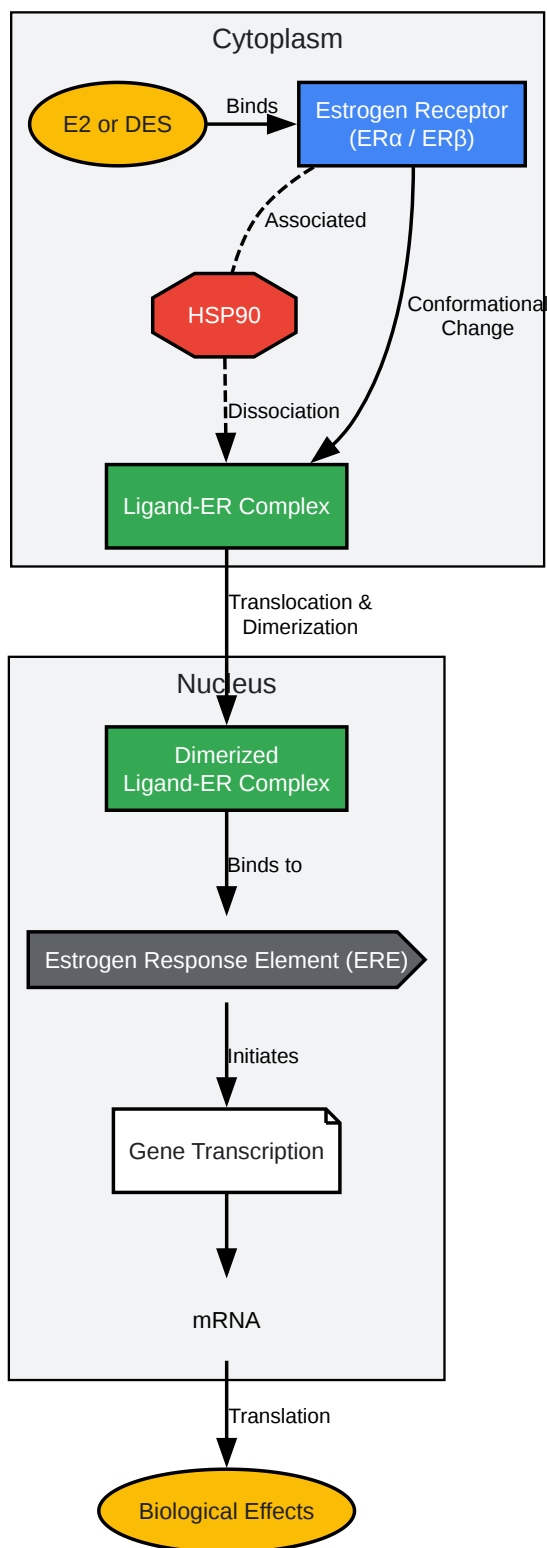 Cytoplasm
E2 or DES
Binds
Estrogen Receptor
(ERα / ERβ)
Associated
HSP90
Conformational
Change
Dissociation
Ligand-ER Complex
Translocation &
Dimerization
Nucleus
Dimerized
Ligand-ER Complex
Binds to
Estrogen Response Element (ERE)
Initiates
Gene Transcription
mRNA
Translation
Biological Effects